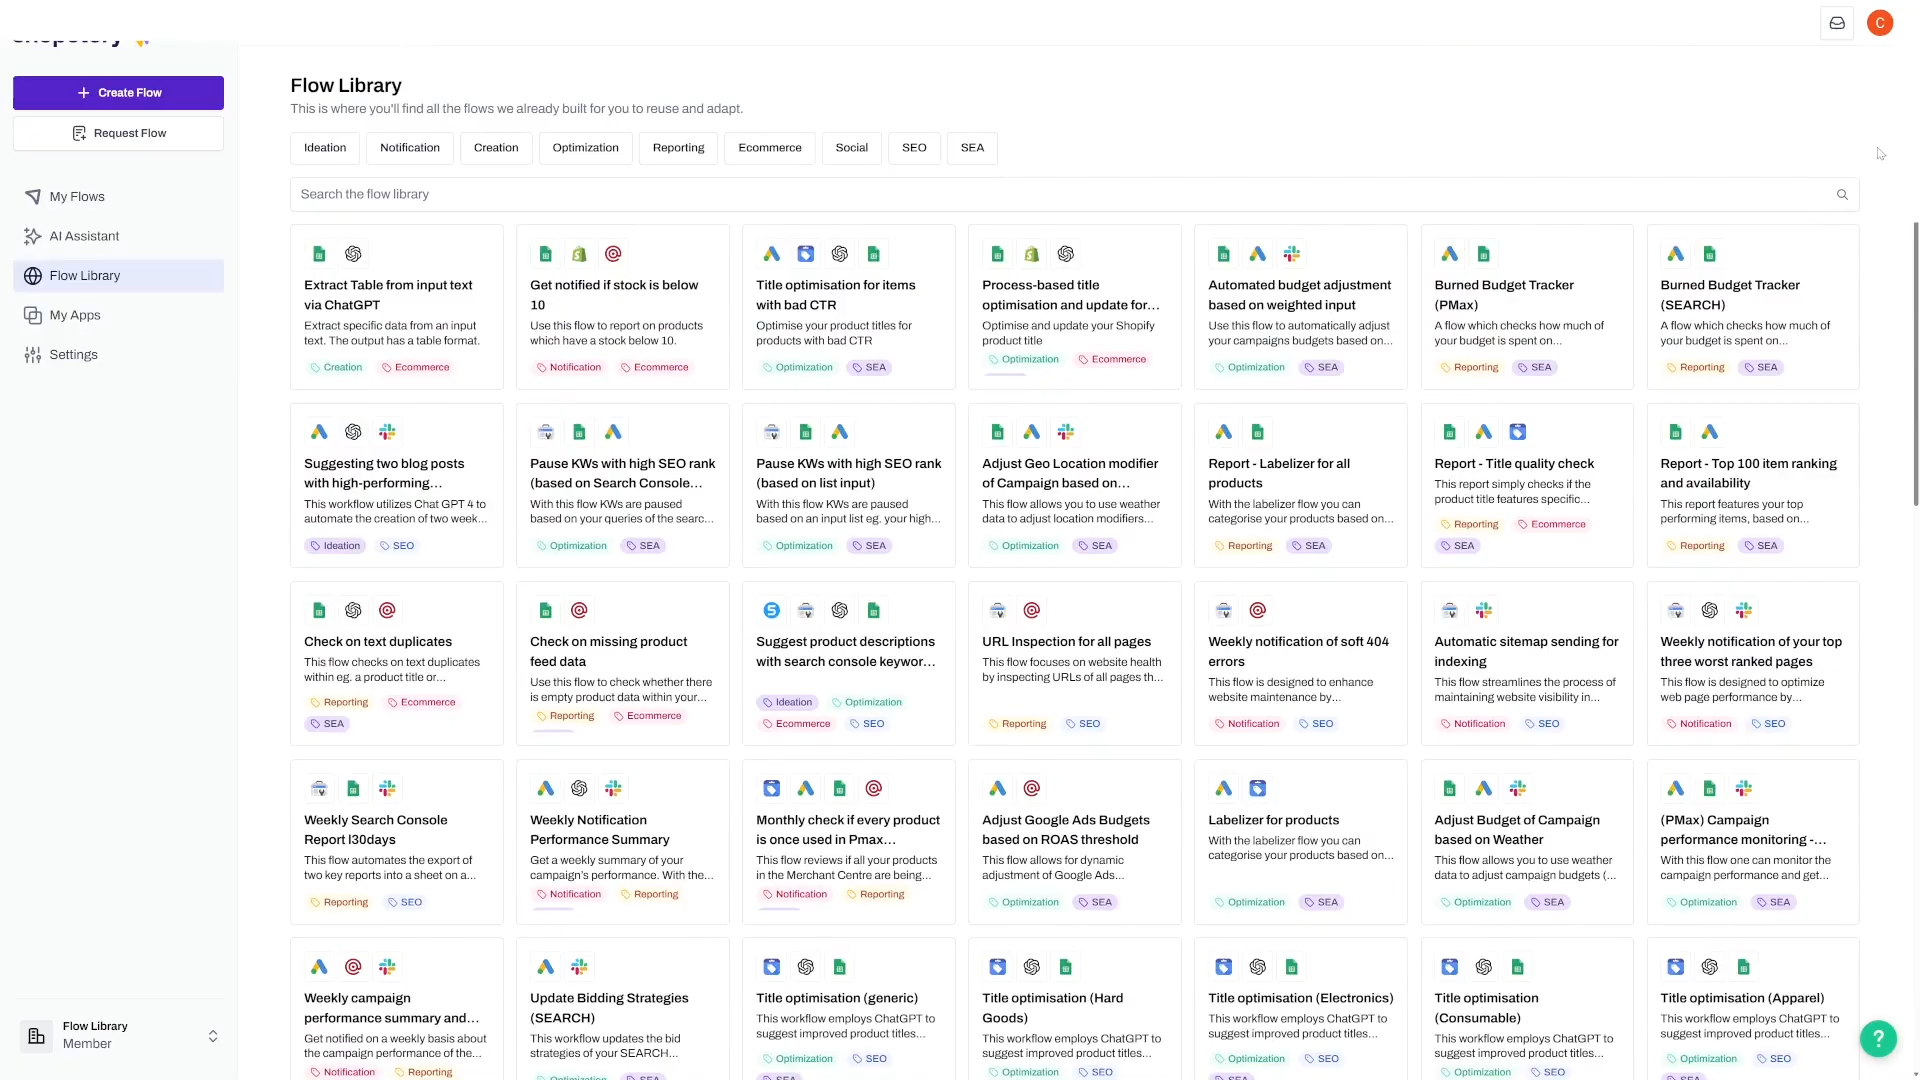 C
Create Flow
Request Flow
My Flows
AI Assistant
Flow Library
My Apps
Settings
Flow Library
Member
Flow Library
This is where you'll find all the flows we already built for you to reuse and adapt.
Ideation
Notification
Creation
Optimization
Reporting
Ecommerce
Social
SEO
SEA
Search the flow library
Extract Table from input text
via ChatGPT
Extract specific data from an input
text. The output has a table format.
Creation
Ecommerce
Get notified if stock is below
10
Use this flow to report on products
which have a stock below 10.
Notification
Ecommerce
Title optimisation for items
with bad CTR
Optimise your product titles for
products with bad CTR
Optimization
SEA
Process-based title
optimisation and update for...
Optimise and update your Shopify
product title
Optimization
Ecommerce
Automated budget adjustment
based on weighted input
Use this flow to automatically adjust
your campaigns budgets based on...
Optimization
SEA
Burned Budget Tracker
(PMax)
A flow which checks how much of
your budget is spent on...
Reporting
SEA
Burned Budget Tracker
(SEARCH)
A flow which checks how much of
your budget is spent on...
Reporting
SEA
Suggesting two blog posts
with high-performing...
This workflow utilizes Chat GPT 4 to
automate the creation of two week...
Ideation
SEO
Pause KWs with high SEO rank
(based on Search Console...
With this flow KWs are paused
based on your queries of the searc...
Optimization
SEA
Pause KWs with high SEO rank
(based on list input)
With this flow KWs are paused
based on an input list eg. your high...
Optimization
SEA
Adjust Geo Location modifier
of Campaign based on...
This flow allows you to use weather
data to adjust location modifiers...
Optimization
SEA
Report - Labelizer for all
products
With the labelizer flow you can
categorise your products based on...
Reporting
SEA
Report - Title quality check
This report simply checks if the
product title features specific...
Reporting
Ecommerce
SEA
Report - Top 100 item ranking
and availability
This report features your top
performing items, based on...
Reporting
SEA
Check on text duplicates
This flow checks on text duplicates
within eg. a product title or...
Reporting
Ecommerce
SEA
Check on missing product
feed data
Use this flow to check whether there
is empty product data within your...
Reporting
Ecommerce
Suggest product descriptions
with search console keywor...
Ideation
Optimization
Ecommerce
SEO
URL Inspection for all pages
This flow focuses on website health
by inspecting URLs of all pages th...
Reporting
SEO
Weekly notification of soft 404
errors
This flow is designed to enhance
website maintenance by...
Notification
SEO
Automatic sitemap sending for
indexing
This flow streamlines the process of
maintaining website visibility in...
Notification
SEO
Weekly notification of your top
three worst ranked pages
This flow is designed to optimize
web page performance by...
Notification
SEO
Weekly Search Console
Report l30days
This flow automates the export of
two key reports into a sheet on a...
Reporting
SEO
Weekly Notification
Performance Summary
Get a weekly summary of your
campaign's performance. With the...
Notification
Reporting
Monthly check if every product
is once used in Pmax...
This flow reviews if all your products
in the Merchant Centre are being...
Notification
Reporting
Adjust Google Ads Budgets
based on ROAS threshold
This flow allows for dynamic
adjustment of Google Ads...
Optimization
SEA
Labelizer for products
With the labelizer flow you can
categorise your products based on...
Optimization
SEA
Adjust Budget of Campaign
based on Weather
This flow allows you to use weather
data to adjust campaign budgets (...
Optimization
SEA
(PMax) Campaign
performance monitoring -...
With this flow one can monitor the
campaign performance and get...
Optimization
SEA
Weekly campaign
performance summary and...
Get notified on a weekly basis about
the campaign performance of the...
Notification
Reporting
Update Bidding Strategies
(SEARCH)
This workflow updates the bid
strategies of your SEARCH...
Optimization
SEA
Title optimisation (generic)
This workflow employs ChatGPT to
suggest improved product titles...
Optimization
SEO
SEA
Title optimisation (Hard
Goods)
This workflow employs ChatGPT to
suggest improved product titles...
Optimization
SEO
Title optimisation (Electronics)
This workflow employs ChatGPT to
suggest improved product titles...
Optimization
SEO
SEA
Title optimisation
(Consumable)
This workflow employs ChatGPT to
suggest improved product titles...
Optimization
SEO
Title optimisation (Apparel)
This workflow employs ChatGPT to
suggest improved product titles...
Optimization
SEO
SEA
?